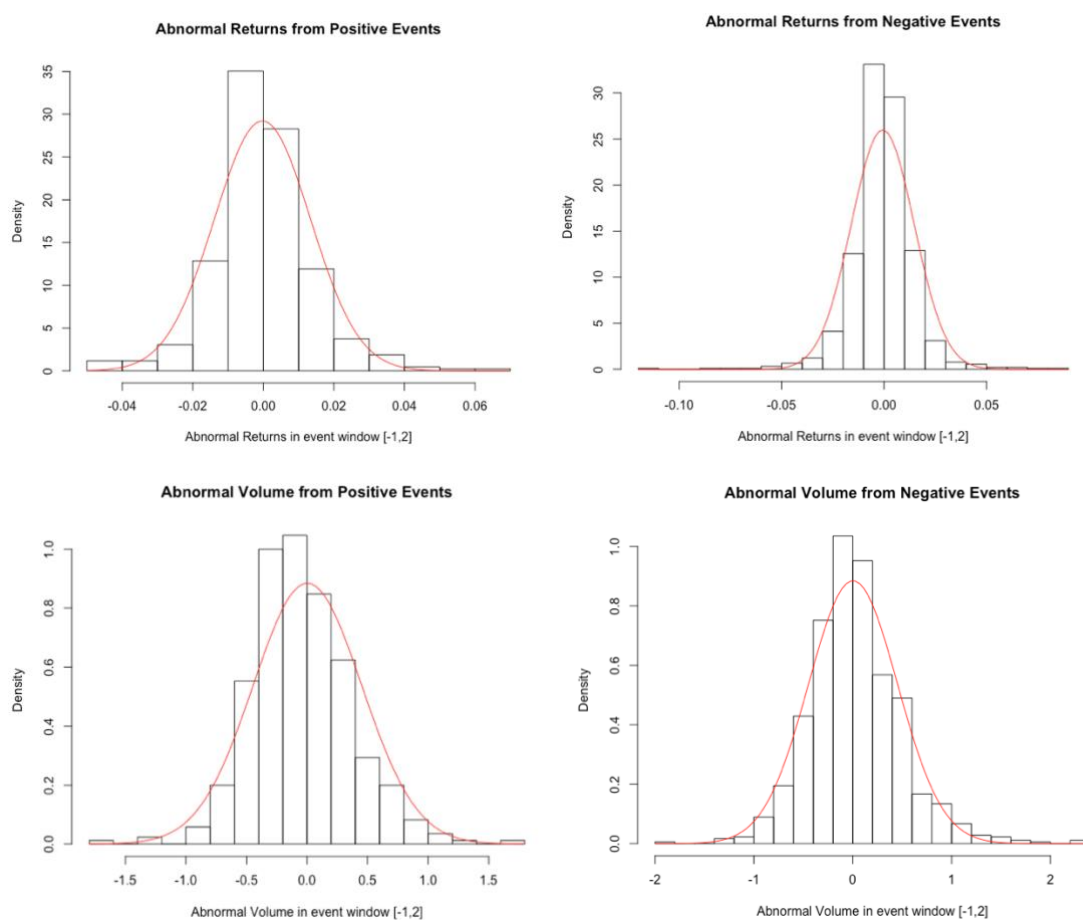 Abnormal Returns from Positive Events
Density
0 5 10 15 20 25 30 35
-0.04 -0.02 0.00 0.02 0.04 0.06
Abnormal Returns in event window [-1,2]
Abnormal Returns from Negative Events
Density
0 5 10 15 20 25 30
-0.10 -0.05 0.00 0.05
Abnormal Returns in event window [-1,2]
Abnormal Volume from Positive Events
Density
0.0 0.2 0.4 0.6 0.8 1.0
-1.5 -1.0 -0.5 0.0 0.5 1.0 1.5
Abnormal Volume in event window [-1,2]
Abnormal Volume from Negative Events
Density
0.0 0.2 0.4 0.6 0.8 1.0
-2 -1 0 1 2
Abnormal Volume in event window [-1,2]